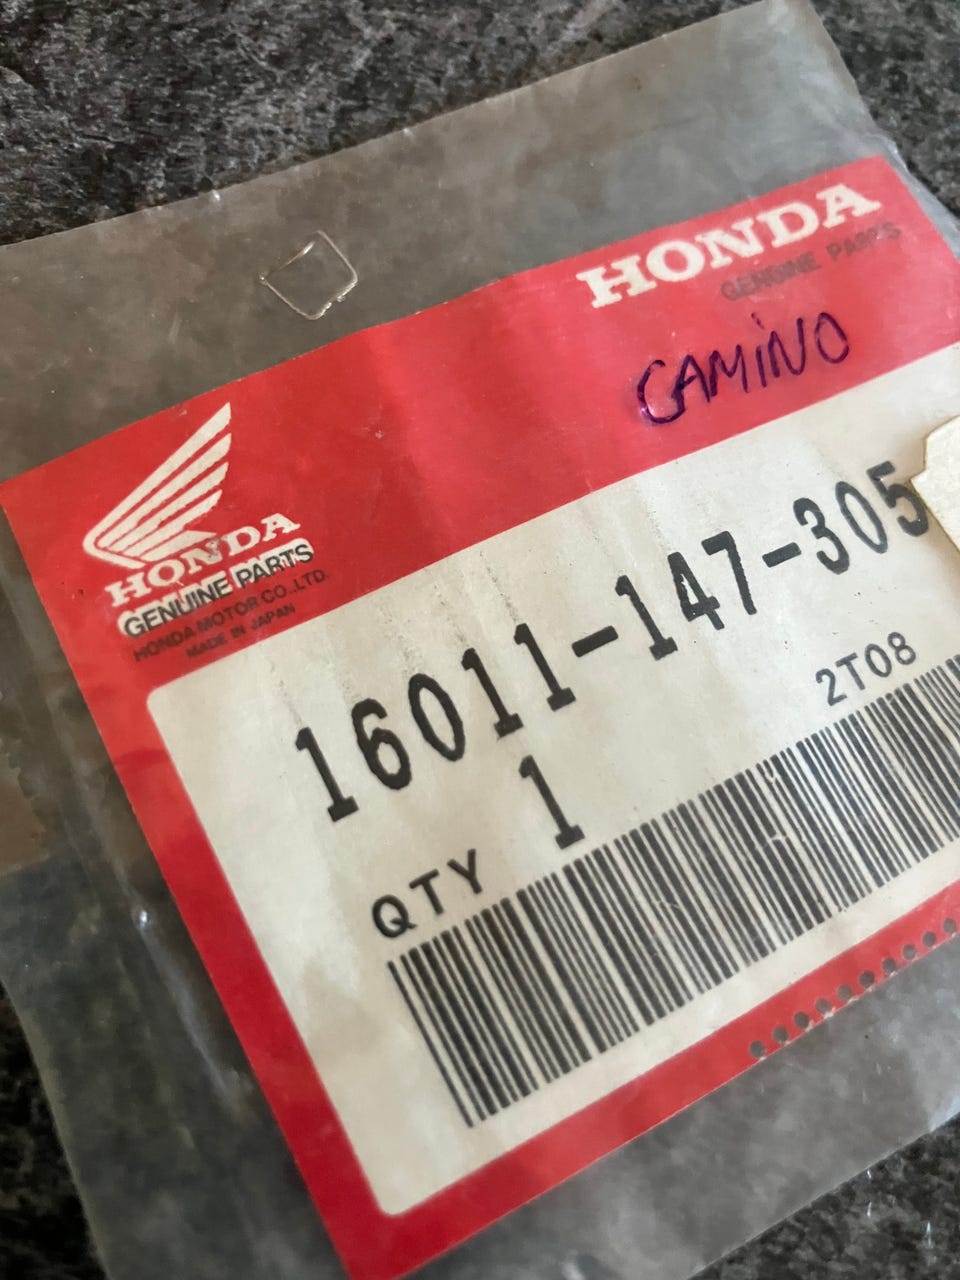 HONDA
GENUINE PARTS
CAMINO
HONDA
GENUINE PARTS
HONDA MOTOR CO.,LTD.
MADE IN JAPAN
16011-147-305
2T08
QTY 1